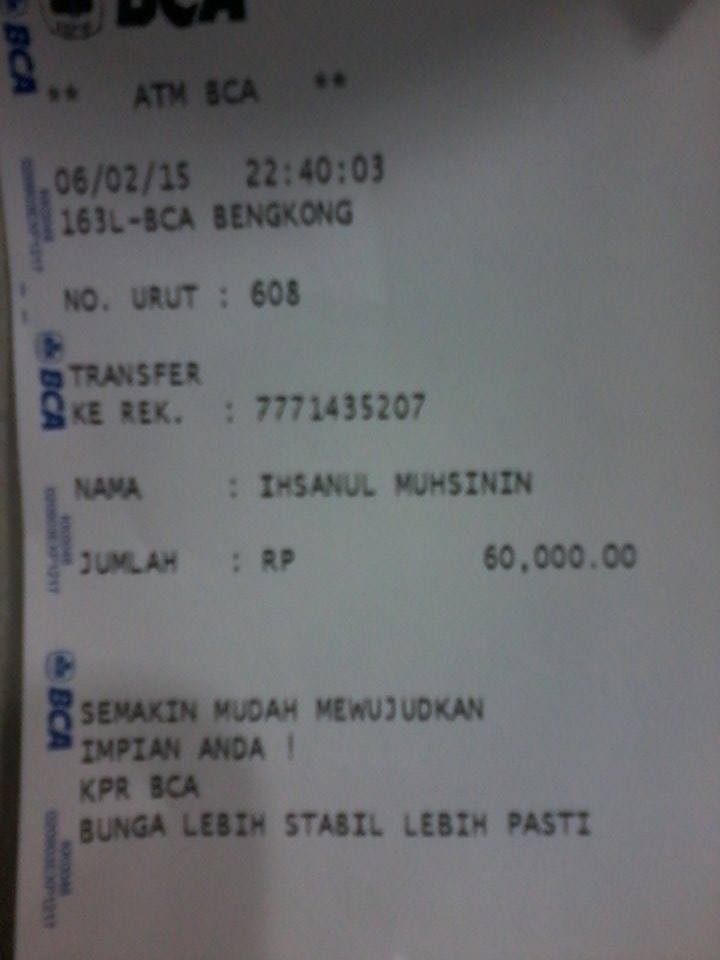 BCA
** ATM BCA **
06/02/15 22:40:03
163L-BCA BENGKONG
NO. URUT : 608
TRANSFER
KE REK. : 7771435207
NAMA : IHSANUL MUHSININ
JUMLAH : RP 60,000.00
SEMAKIN MUDAH MEWUJUDKAN
IMPIAN ANDA !
KPR BCA
BUNGA LEBIH STABIL LEBIH PASTI
BCA
BCA
BCA